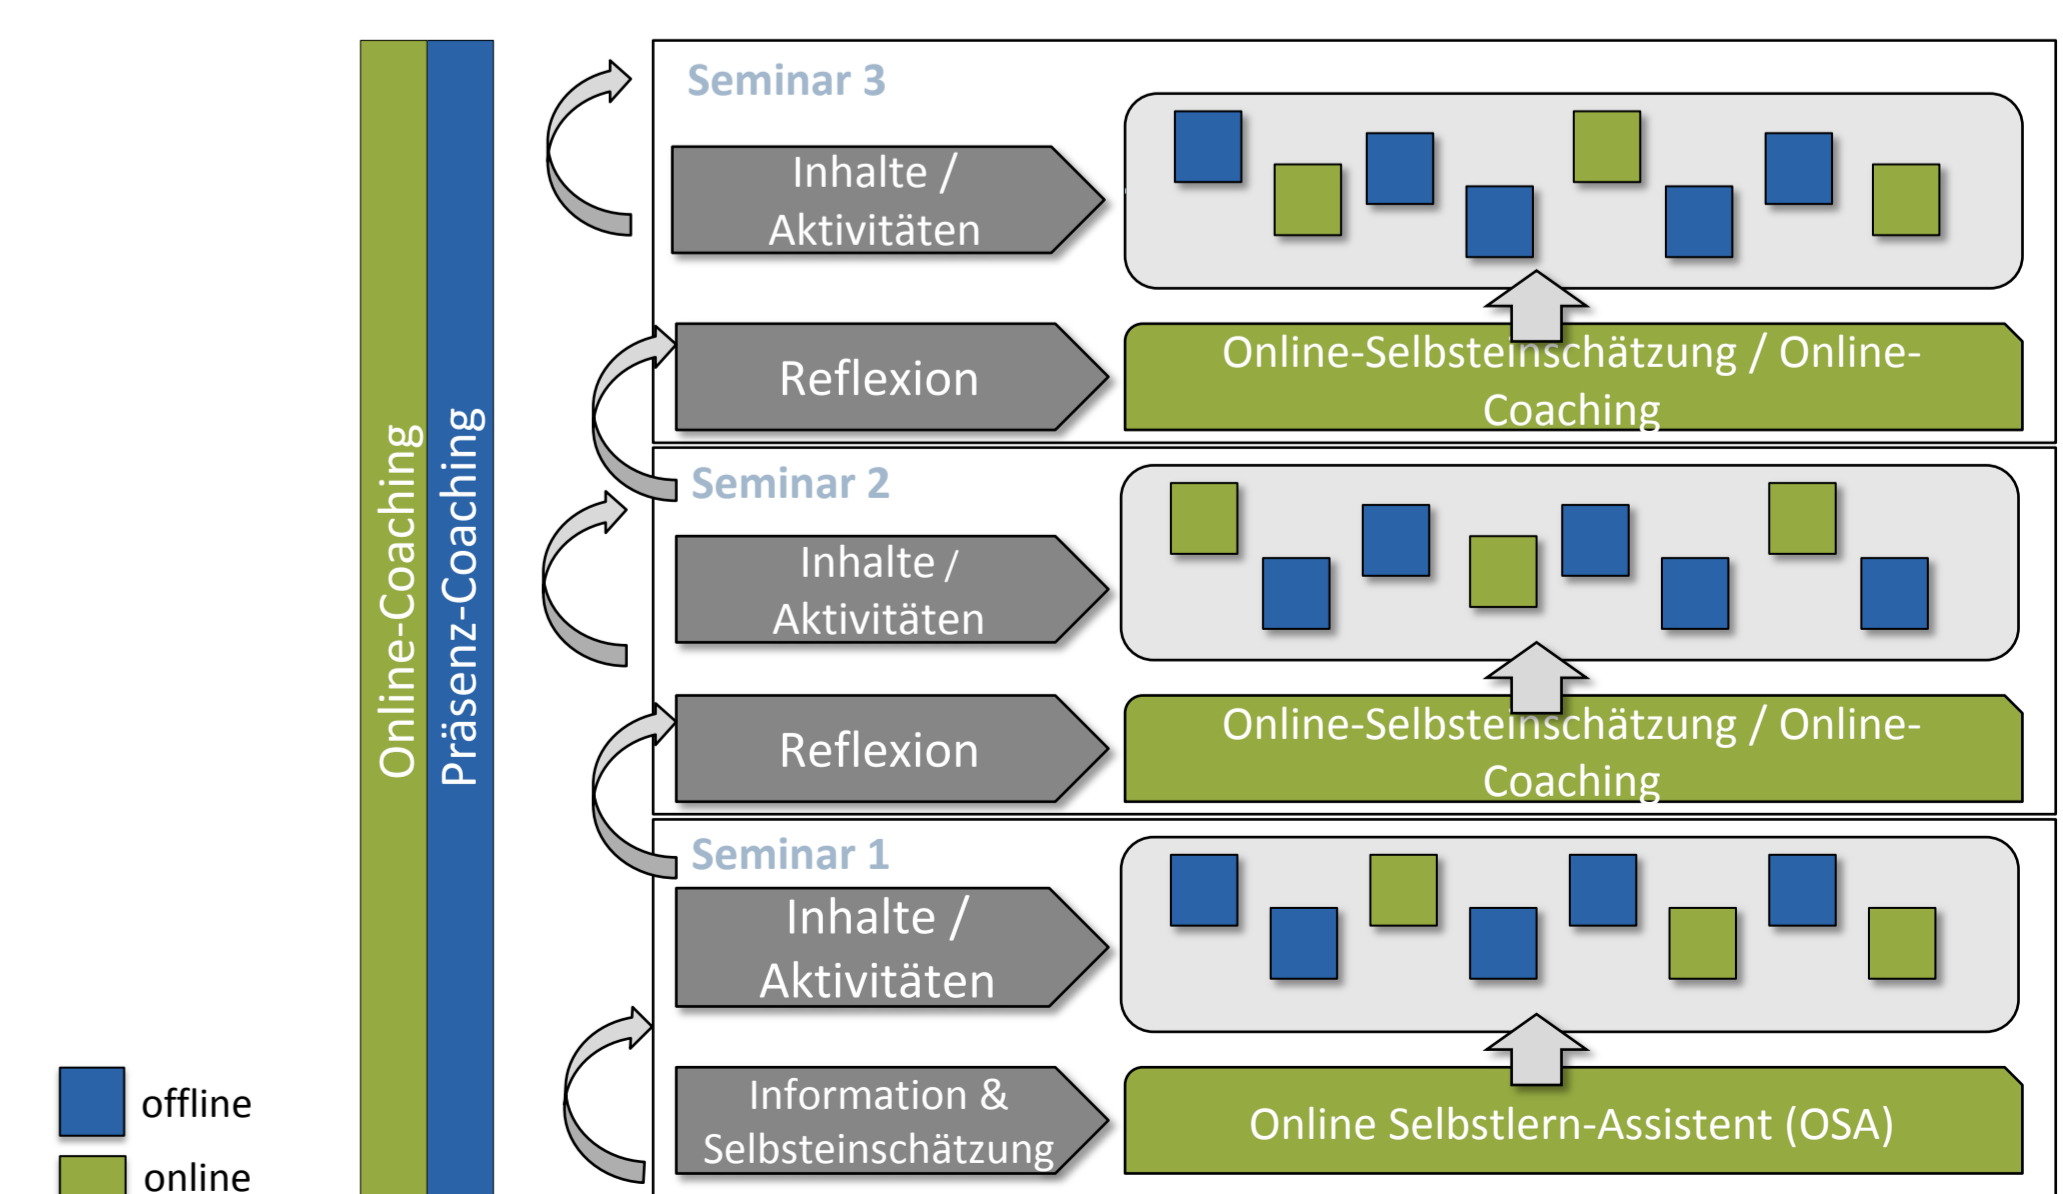 Online-Coaching
Präsenz-Coaching
Seminar 3
Inhalte /
Aktivitäten
Reflexion
Online-Selbsteinschätzung / Online-
Coaching
Seminar 2
Inhalte /
Aktivitäten
Reflexion
Online-Selbsteinschätzung / Online-
Coaching
Seminar 1
Inhalte /
Aktivitäten
Information &
Selbsteinschätzung
Online Selbstlern-Assistent (OSA)
offline
online